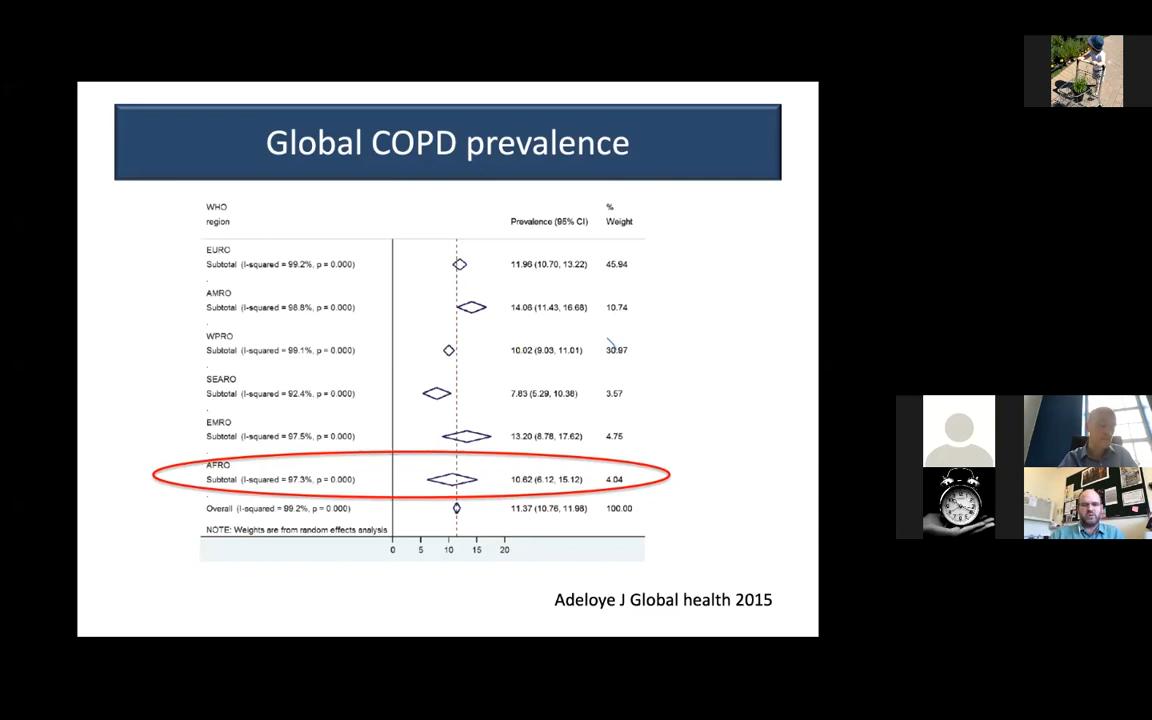 Global COPD prevalence
WHO %
region Prevalence (95% CI) Weight
EURO
Subtotal (I-squared = 99.2%, p = 0.000) 11.96 (10.70, 13.22) 45.94
.
AMRO
Subtotal (I-squared = 98.8%, p = 0.000) 14.06 (11.43, 16.68) 10.74
.
WPRO
Subtotal (I-squared = 99.1%, p = 0.000) 10.02 (9.03, 11.01) 30.97
.
SEARO
Subtotal (I-squared = 92.4%, p = 0.000) 7.83 (5.29, 10.38) 3.57
.
EMRO
Subtotal (I-squared = 97.5%, p = 0.000) 13.20 (8.78, 17.62) 4.75
.
AFRO
Subtotal (I-squared = 97.3%, p = 0.000) 10.62 (6.12, 15.12) 4.04
.
Overall (I-squared = 99.2%, p = 0.000) 11.37 (10.76, 11.98) 100.00
NOTE: Weights are from random effects analysis
0 5 10 15 20
Adeloye J Global health 2015